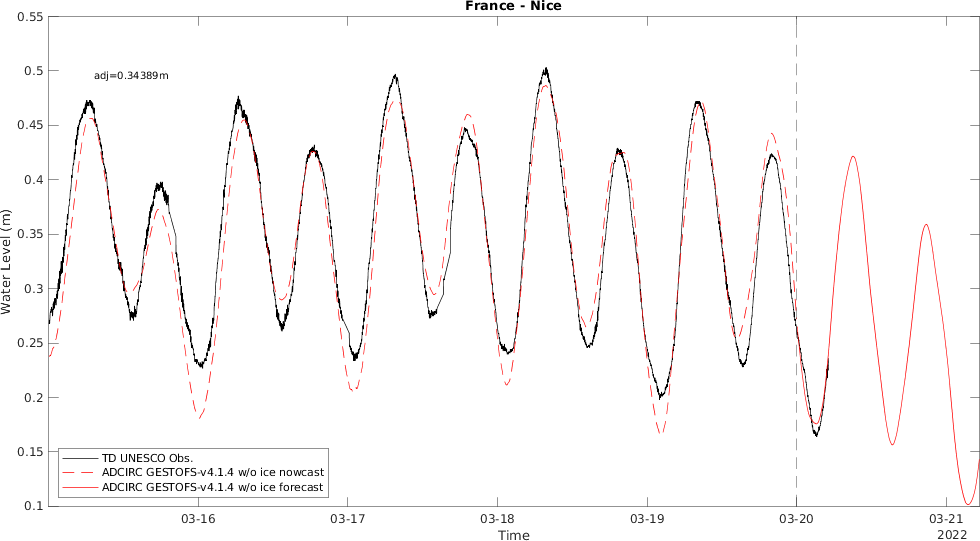 France - Nice
0.55
0.5
0.45
0.4
0.35
0.3
0.25
0.2
0.15
0.1
Water Level (m)
adj=0.34389m
TD UNESCO Obs.
ADCIRC GESTOFS-v4.1.4 w/o ice nowcast
ADCIRC GESTOFS-v4.1.4 w/o ice forecast
03-16
03-17
03-18
03-19
03-20
03-21
Time
2022